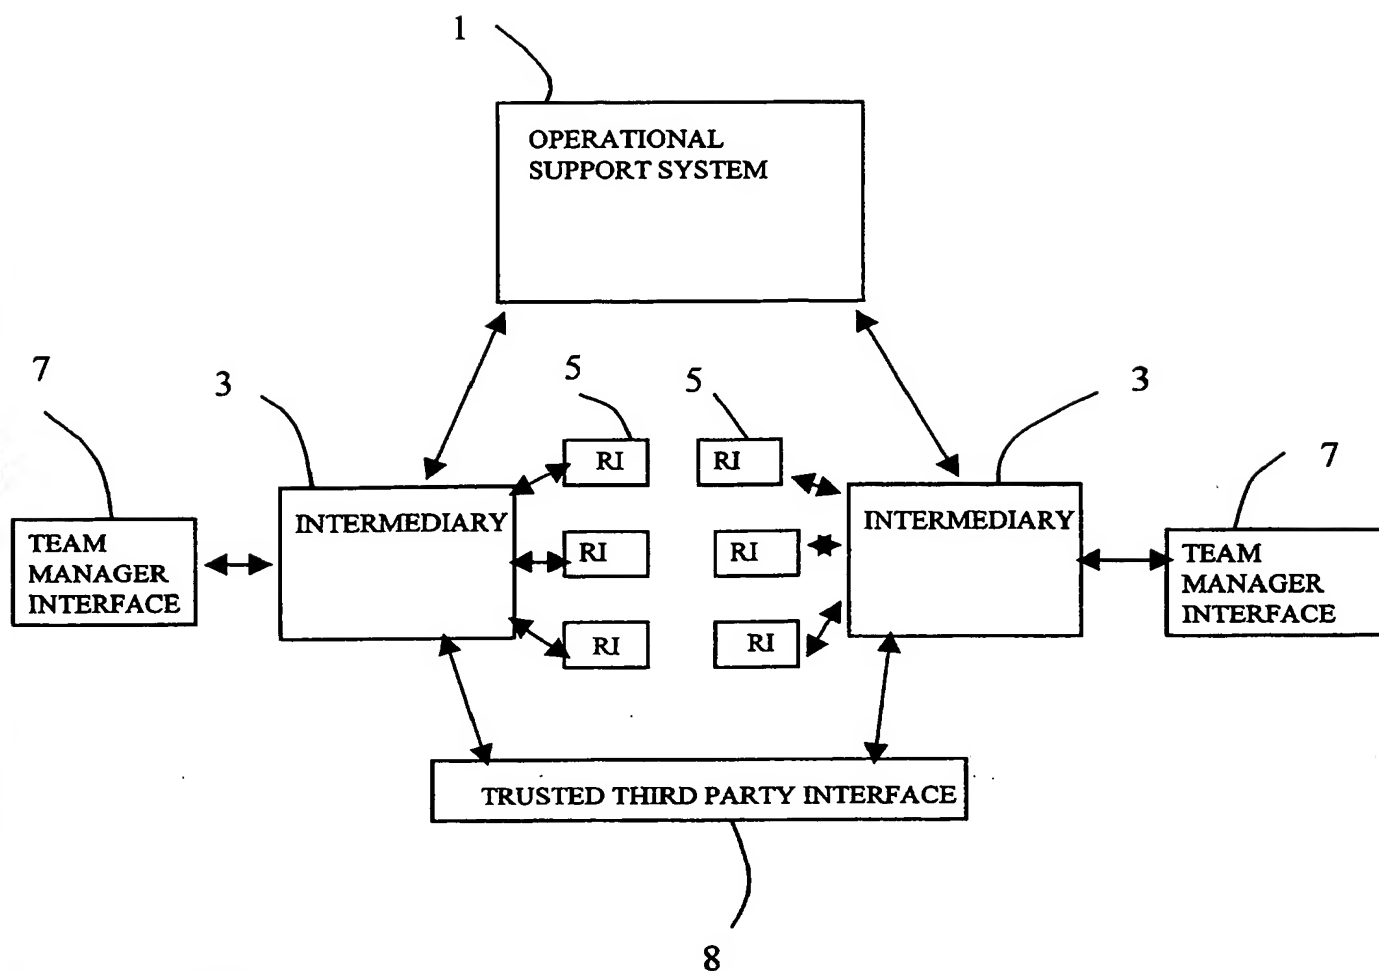 1
OPERATIONAL
SUPPORT SYSTEM
7
3
5
5
3
7
RI
RI
INTERMEDIARY
INTERMEDIARY
TEAM
MANAGER
INTERFACE
RI
RI
TEAM
MANAGER
INTERFACE
RI
RI
TRUSTED THIRD PARTY INTERFACE
8